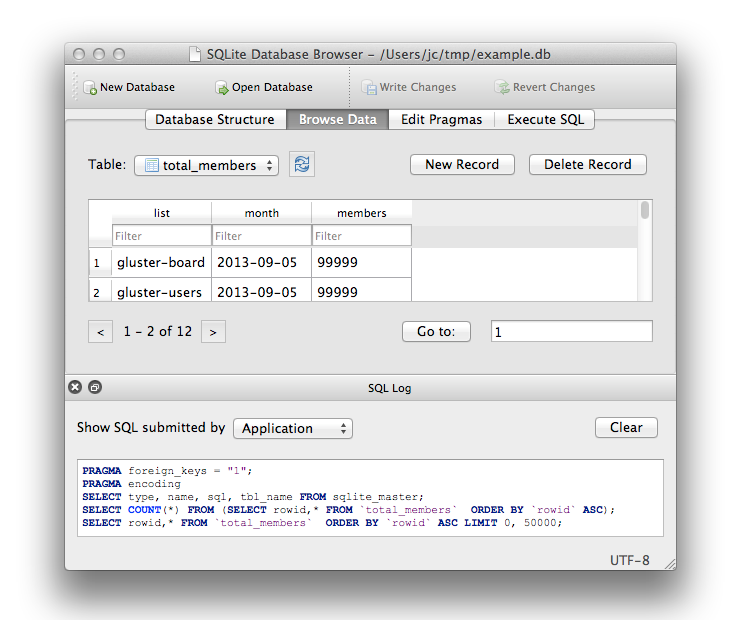 SQLite Database Browser – /Users/jc/tmp/example.db
New Database Open Database Write Changes Revert Changes
Database Structure Browse Data Edit Pragmas Execute SQL
Table: total_members New Record Delete Record
list month members
Filter Filter Filter
1 gluster-board 2013-09-05 99999
2 gluster-users 2013-09-05 99999
< 1 - 2 of 12 > Go to: 1
SQL Log
Show SQL submitted by Application Clear
PRAGMA foreign_keys = "1";
PRAGMA encoding
SELECT type, name, sql, tbl_name FROM sqlite_master;
SELECT COUNT(*) FROM (SELECT rowid,* FROM `total_members`  ORDER BY `rowid` ASC);
SELECT rowid,* FROM `total_members`  ORDER BY `rowid` ASC LIMIT 0, 50000;
UTF-8